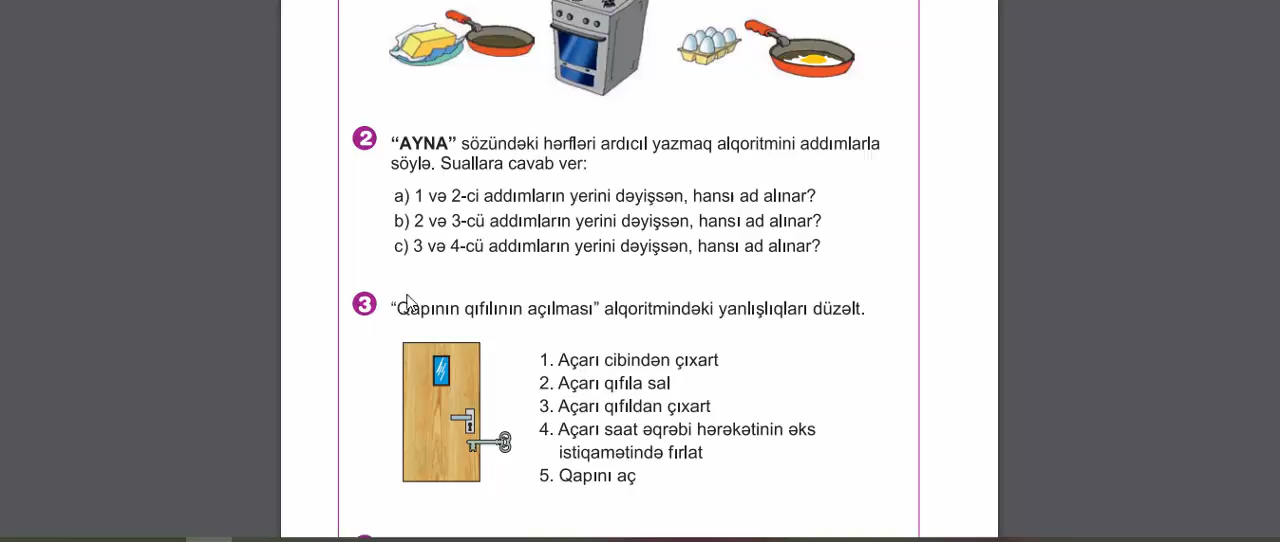 2
“AYNA” sözündəki hərfləri ardıcıl yazmaq alqoritmini addımlarla
söylə. Suallara cavab ver:
a) 1 və 2-ci addımların yerini dəyişsən, hansı ad alınar?
b) 2 və 3-cü addımların yerini dəyişsən, hansı ad alınar?
c) 3 və 4-cü addımların yerini dəyişsən, hansı ad alınar?
3
“Qapının qıfılının açılması” alqoritmindəki yanlışlıqları düzəlt.
1. Açarı cibindən çıxart
2. Açarı qıfıla sal
3. Açarı qıfıldan çıxart
4. Açarı saat əqrəbi hərəkətinin əks
istiqamətində fırlat
5. Qapını aç